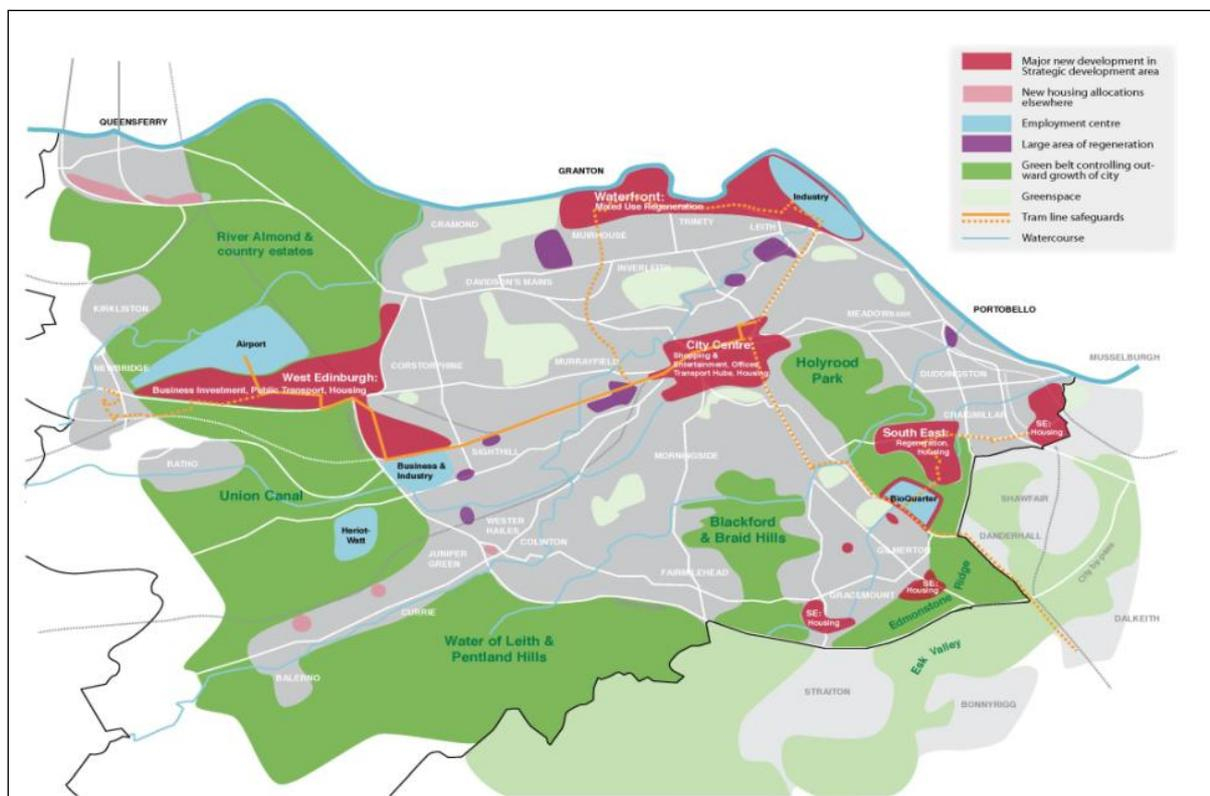 Major new development in
Strategic development area
New housing allocations
elsewhere
Employment centre
Large area of regeneration
Green belt controlling out-
ward growth of city
Greenspace
Tram line safeguards
Watercourse
QUEENSFERRY
GRANTON
Waterfront:
Mixed Use Regeneration
Industry
CRAMOND
MUIRHOUSE
TRINITY
LEITH
River Almond &
country estates
INVERLEITH
DAVIDSON'S MAINS
KIRKLISTON
MEADOWBANK
PORTOBELLO
Airport
City Centre:
Shopping &
Entertainment, Offices,
Transport Hubs, Housing
MUSSELBURGH
NEWBRIDGE
CORSTORPHINE
MURRAYFIELD
Holyrood
Park
DUDDINGSTON
West Edinburgh:
Business Investment, Public Transport, Housing
CRAIGMILLAR
SE:
Housing
South East:
Regeneration,
Housing
SIGHTHILL
MORNINGSIDE
RATHO
Business &
Industry
Union Canal
BioQuarter
SHAWFAIR
Heriot-
Watt
WESTER
HAILES
COLINTON
Blackford
& Braid Hills
DANDERHALL
JUNIPER
GREEN
GILMERTON
City by-pass
FAIRMILEHEAD
SE:
Housing
GRACEMOUNT
Edmonstone Ridge
CURRIE
SE:
Housing
DALKEITH
Water of Leith &
Pentland Hills
Esk Valley
BALERNO
STRAITON
BONNYRIGG